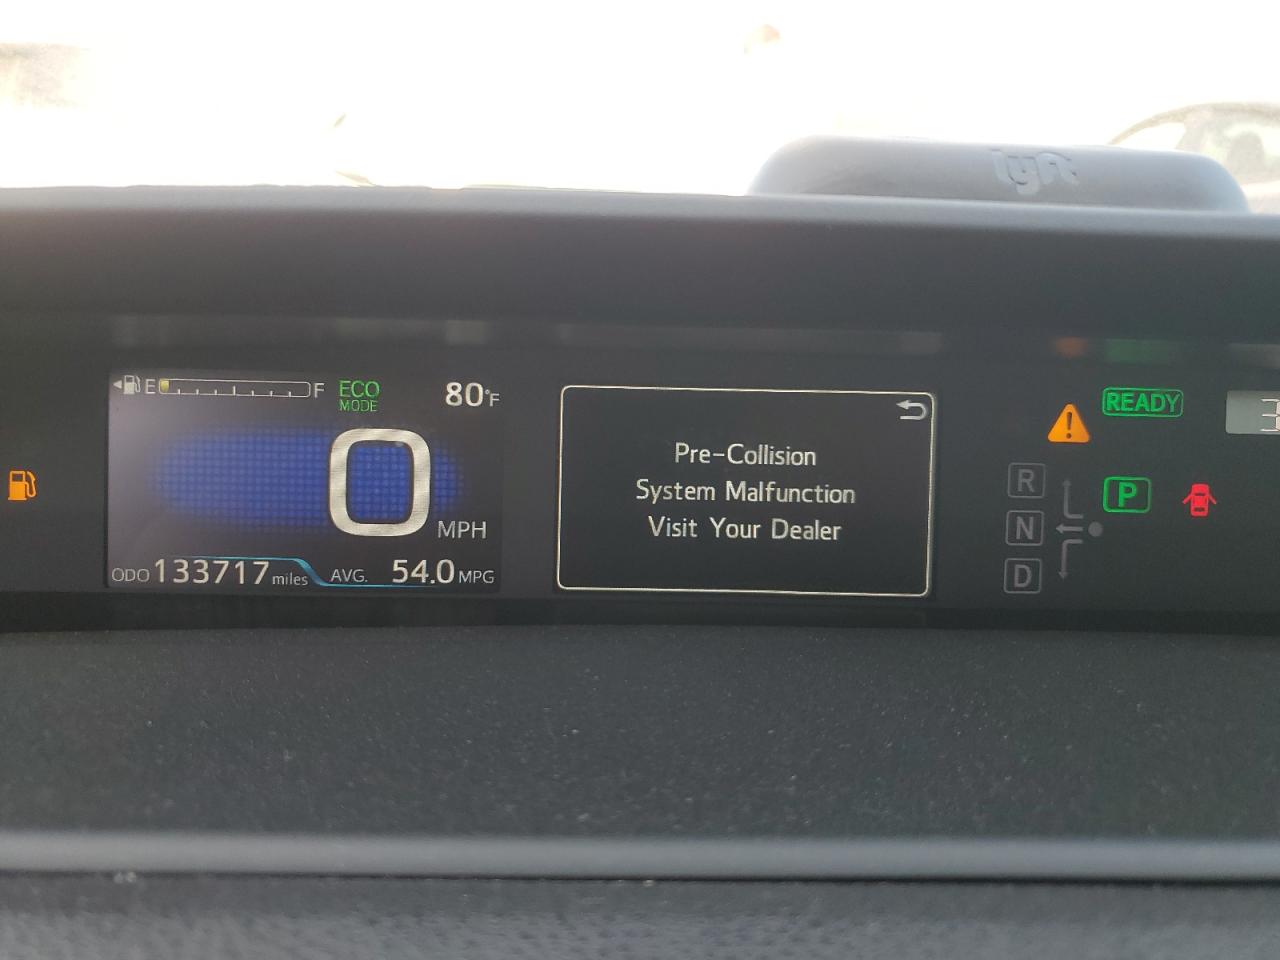 lyft
E F
ECO
MODE
80°F
0
MPH
ODO 133717 miles
AVG. 54.0 MPG
Pre-Collision
System Malfunction
Visit Your Dealer
READY
R
P
N
D
3